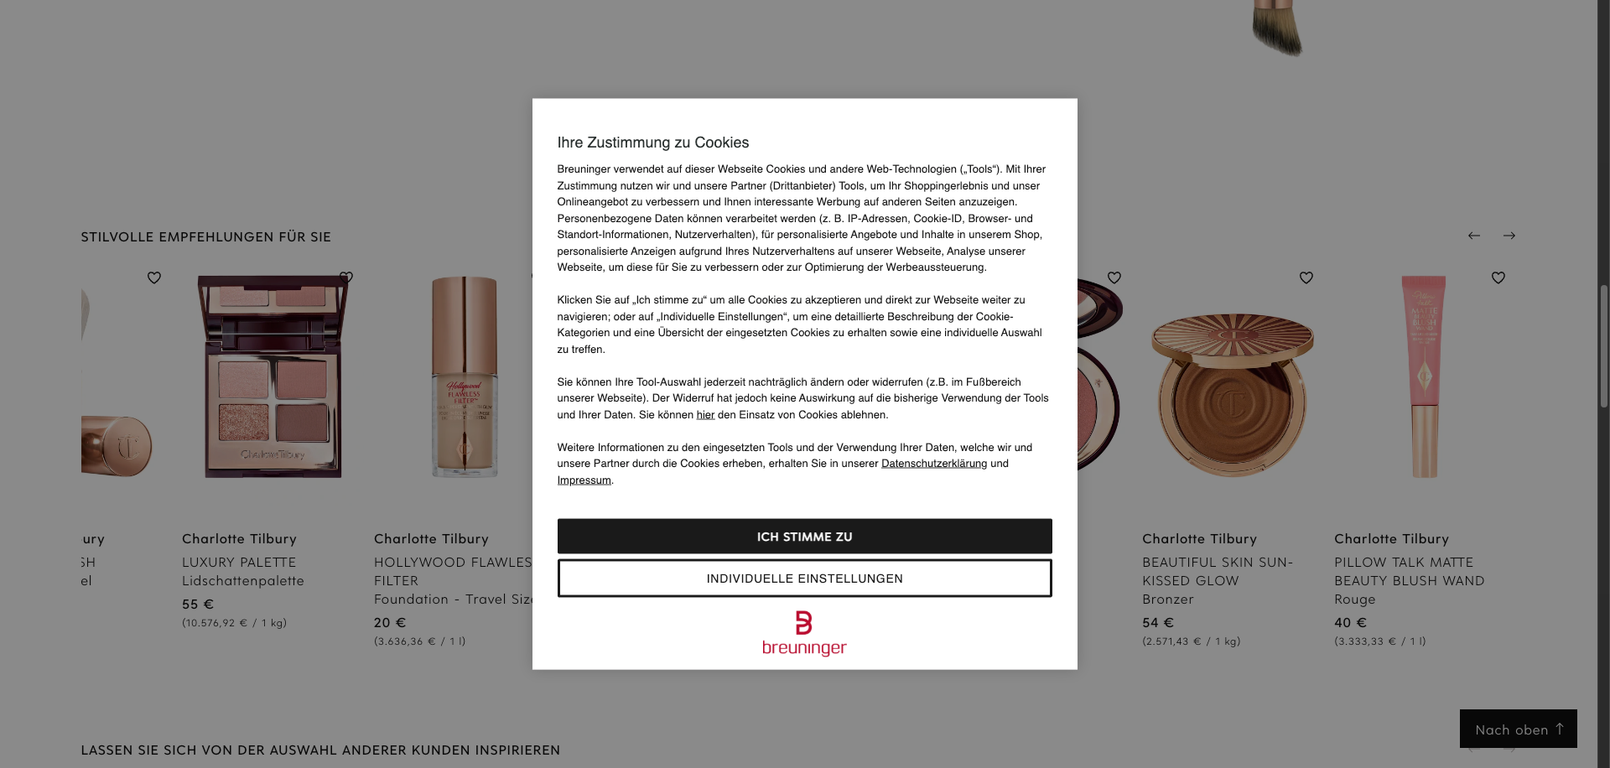 STILVOLLE EMPFEHLUNGEN FÜR SIE
Ihre Zustimmung zu Cookies
Breuninger verwendet auf dieser Webseite Cookies und andere Web-Technologien („Tools“). Mit Ihrer
Zustimmung nutzen wir und unsere Partner (Drittanbieter) Tools, um Ihr Shoppingerlebnis und unser
Onlineangebot zu verbessern und Ihnen interessante Werbung auf anderen Seiten anzuzeigen.
Personenbezogene Daten können verarbeitet werden (z. B. IP-Adressen, Cookie-ID, Browser- und
Standort-Informationen, Nutzerverhalten), für personalisierte Angebote und Inhalte in unserem Shop,
personalisierte Anzeigen aufgrund Ihres Nutzerverhaltens auf unserer Webseite, Analyse unserer
Webseite, um diese für Sie zu verbessern oder zur Optimierung der Werbeaussteuerung.
Klicken Sie auf „Ich stimme zu“ um alle Cookies zu akzeptieren und direkt zur Webseite weiter zu
navigieren; oder auf „Individuelle Einstellungen“, um eine detaillierte Beschreibung der Cookie-
Kategorien und eine Übersicht der eingesetzten Cookies zu erhalten sowie eine individuelle Auswahl
zu treffen.
Sie können Ihre Tool-Auswahl jederzeit nachträglich ändern oder widerrufen (z.B. im Fußbereich
unserer Webseite). Der Widerruf hat jedoch keine Auswirkung auf die bisherige Verwendung der Tools
und Ihrer Daten. Sie können hier den Einsatz von Cookies ablehnen.
Weitere Informationen zu den eingesetzten Tools und der Verwendung Ihrer Daten, welche wir und
unsere Partner durch die Cookies erheben, erhalten Sie in unserer Datenschutzerklärung und
Impressum.
ICH STIMME ZU
INDIVIDUELLE EINSTELLUNGEN
breuninger
Charlotte Tilbury
Hollywood
FLAWLESS
FILTER
MATTE
BEAUTY
BLUSH
WAND
ury
SH
el
Charlotte Tilbury
LUXURY PALETTE
Lidschattenpalette
55 €
(10.576,92 € / 1 kg)
Charlotte Tilbury
HOLLYWOOD FLAWLES
FILTER
Foundation - Travel Siz
20 €
(3.636,36 € / 1 l)
Charlotte Tilbury
BEAUTIFUL SKIN SUN-
KISSED GLOW
Bronzer
54 €
(2.571,43 € / 1 kg)
Charlotte Tilbury
PILLOW TALK MATTE
BEAUTY BLUSH WAND
Rouge
40 €
(3.333,33 € / 1 l)
Nach oben ↑
LASSEN SIE SICH VON DER AUSWAHL ANDERER KUNDEN INSPIRIEREN